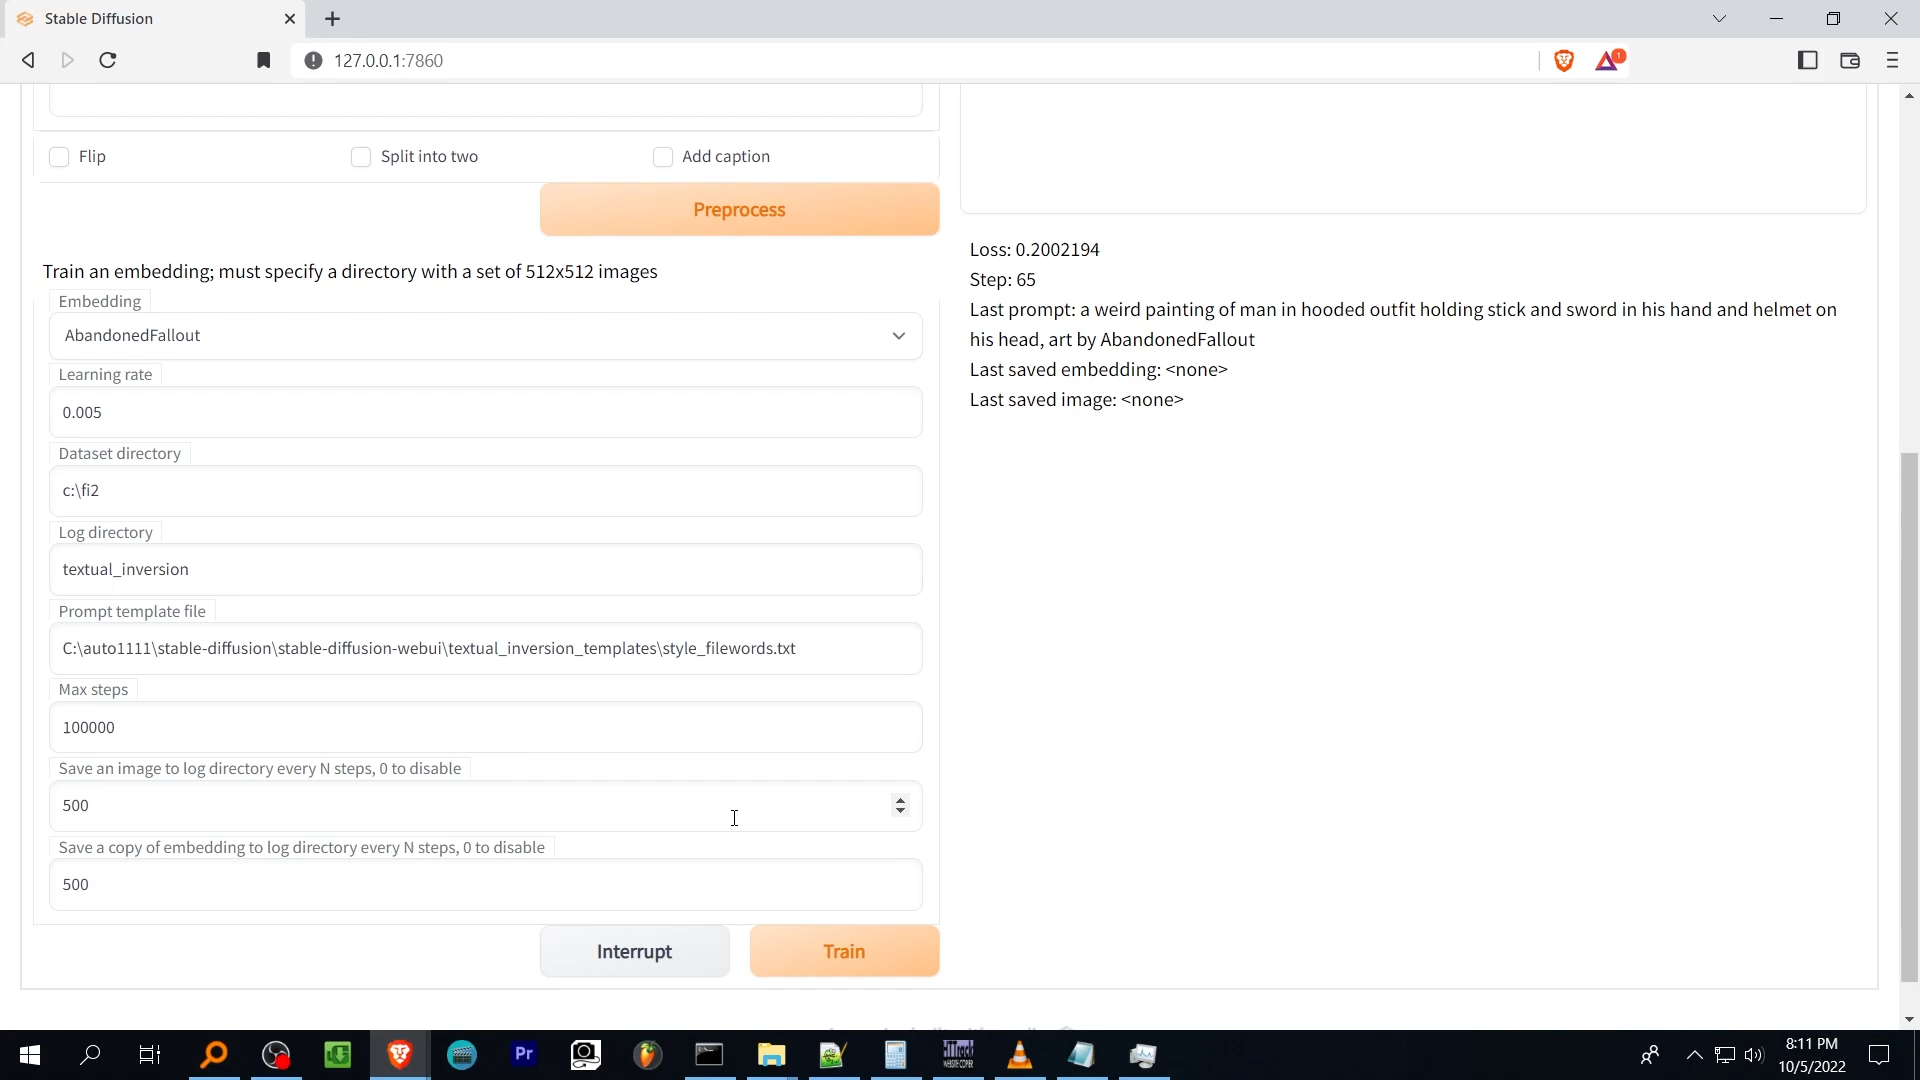 Stable Diffusion
127.0.0.1:7860
1
Flip
Split into two
Add caption
Preprocess
Train an embedding; must specify a directory with a set of 512x512 images
Embedding
AbandonedFallout
Learning rate
0.005
Dataset directory
c:\fi2
Log directory
textual_inversion
Prompt template file
C:\auto1111\stable-diffusion\stable-diffusion-webui\textual_inversion_templates\style_filewords.txt
Max steps
100000
Save an image to log directory every N steps, 0 to disable
500
Save a copy of embedding to log directory every N steps, 0 to disable
500
Interrupt
Train
Loss: 0.2002194
Step: 65
Last prompt: a weird painting of man in hooded outfit holding stick and sword in his hand and helmet on
his head, art by AbandonedFallout
Last saved embedding: <none>
Last saved image: <none>
Pr
HTTrack
WEBSITE COPIER
8:11 PM
10/5/2022